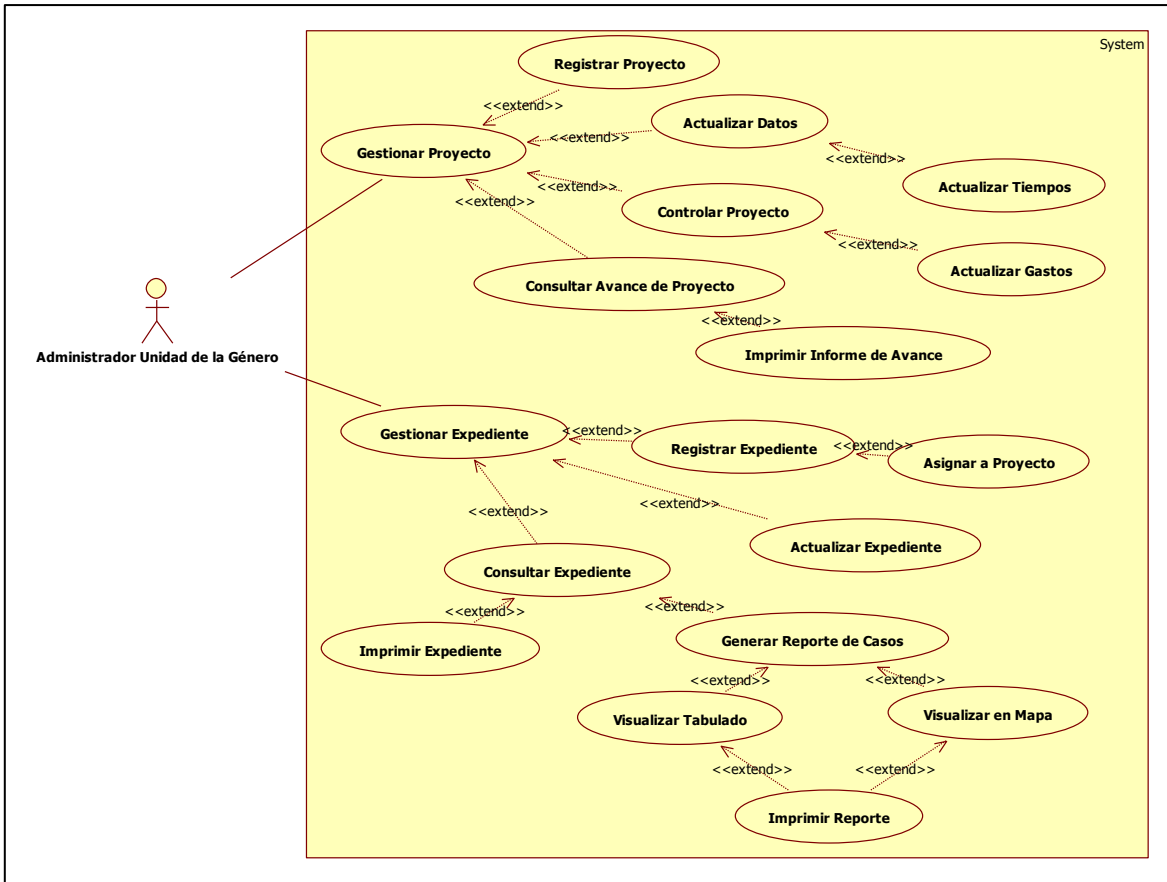 System
Registrar Proyecto
<<extend>>
Actualizar Datos
<<extend>>
Gestionar Proyecto
<<extend>>
Actualizar Tiempos
<<extend>>
<<extend>>
Controlar Proyecto
<<extend>>
Actualizar Gastos
Consultar Avance de Proyecto
<<extend>>
Imprimir Informe de Avance
Administrador Unidad de la Género
Gestionar Expediente
<<extend>>
Registrar Expediente
<<extend>>
Asignar a Proyecto
<<extend>>
<<extend>>
Actualizar Expediente
Consultar Expediente
<<extend>>
<<extend>>
Imprimir Expediente
Generar Reporte de Casos
<<extend>>
<<extend>>
Visualizar Tabulado
Visualizar en Mapa
<<extend>>
<<extend>>
Imprimir Reporte